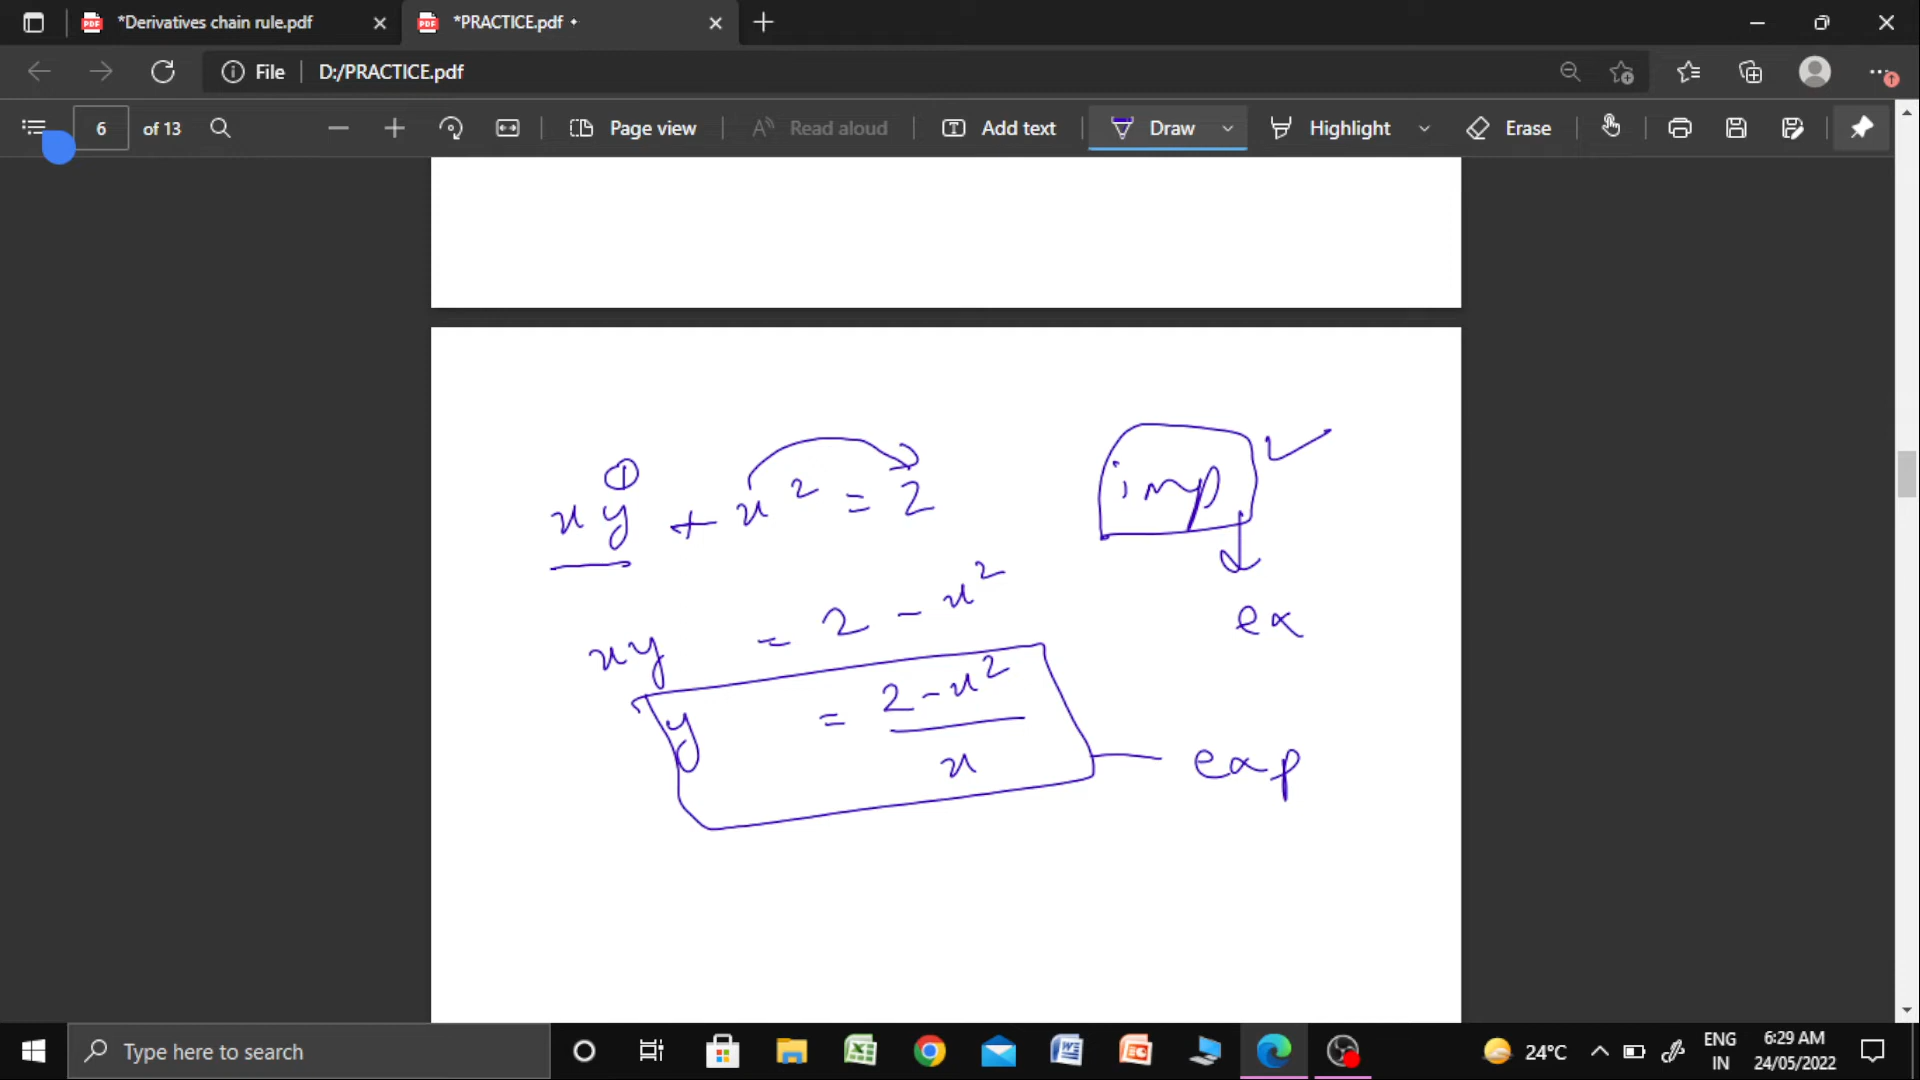 *Derivatives chain rule.pdf
*PRACTICE.pdf
File
D:/PRACTICE.pdf
6 of 13
Page view
Read aloud
Add text
Draw
Highlight
Erase
①
xy + x² = 2
imp
ex
xy = 2 - x²
y = 2 - x² / x
exp
Type here to search
24°C
ENG
IN
6:29 AM
24/05/2022